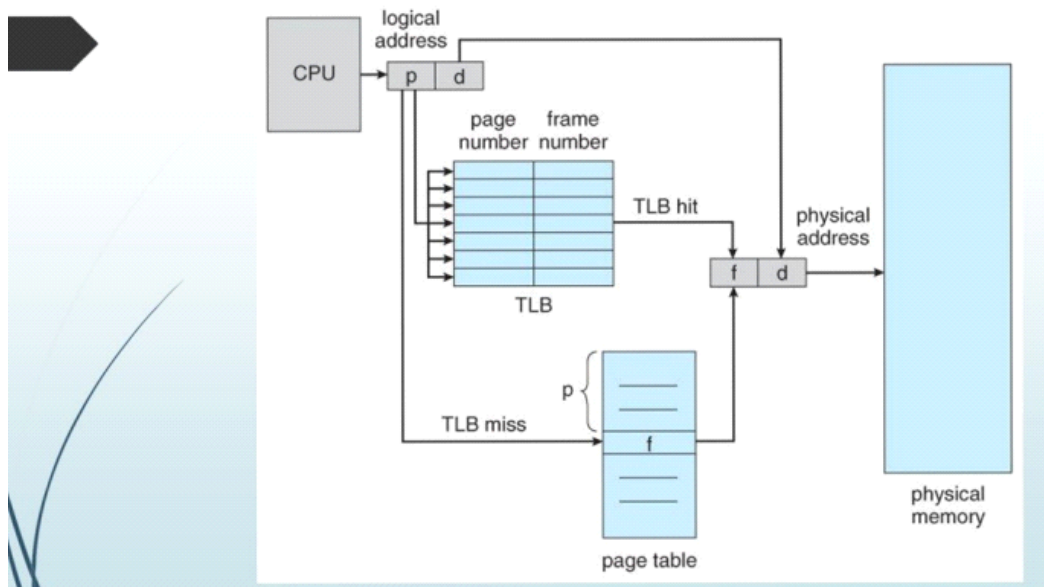 logical
address
CPU
p d
page frame
number number
TLB hit
physical
address
f d
TLB
p
TLB miss
f
physical
memory
page table